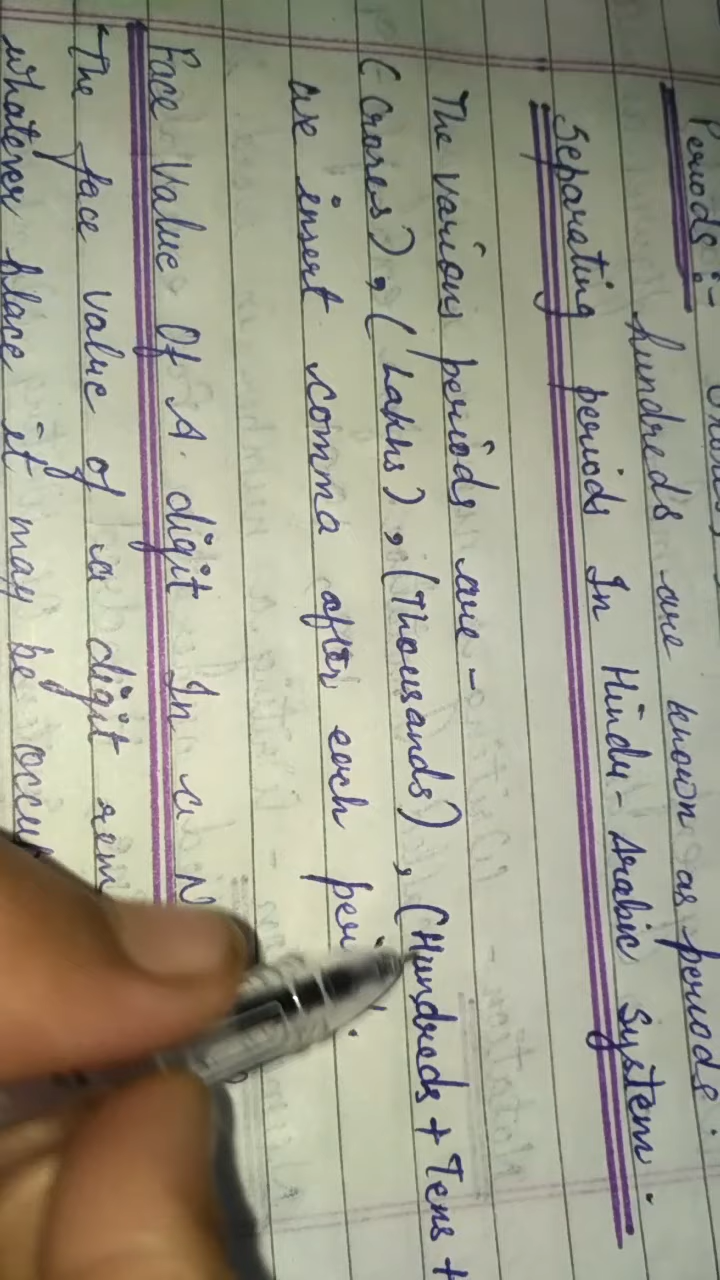 Periods :-
hundreds are known as periods.
Separating periods In Hindu-Arabic System.
The various periods are -
(Crores), (Lakhs), (Thousands), (Hundreds + Tens +
we insert comma after each
Face Value Of A digit In a
The face value of a digit
whatever place it may be